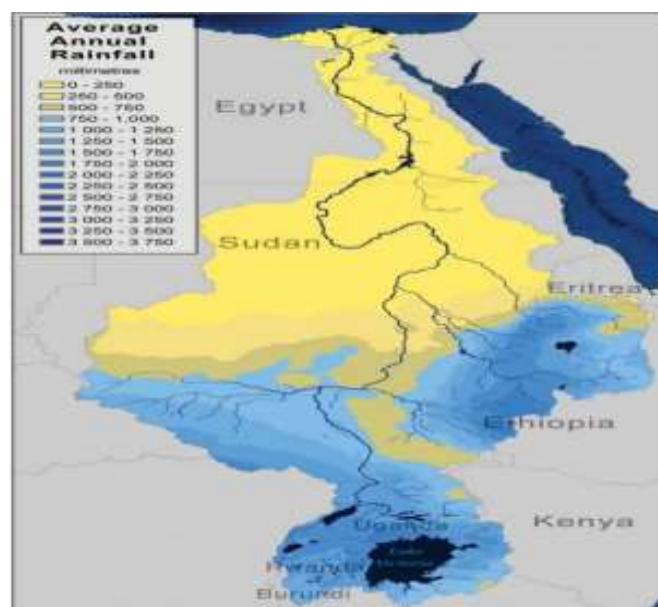 Average
Annual
Rainfall
millimetres
0 - 250
250 - 500
500 - 750
750 - 1,000
1 000 - 1 250
1 250 - 1 500
1 500 - 1 750
1 750 - 2 000
2 000 - 2 250
2 250 - 2 500
2 500 - 2 750
2 750 - 3 000
3 000 - 3 250
3 250 - 3 500
3 500 - 3 750
Egypt
Sudan
Eritrea
Ethiopia
Uganda
Kenya
Lake
Victoria
Rwanda
Burundi